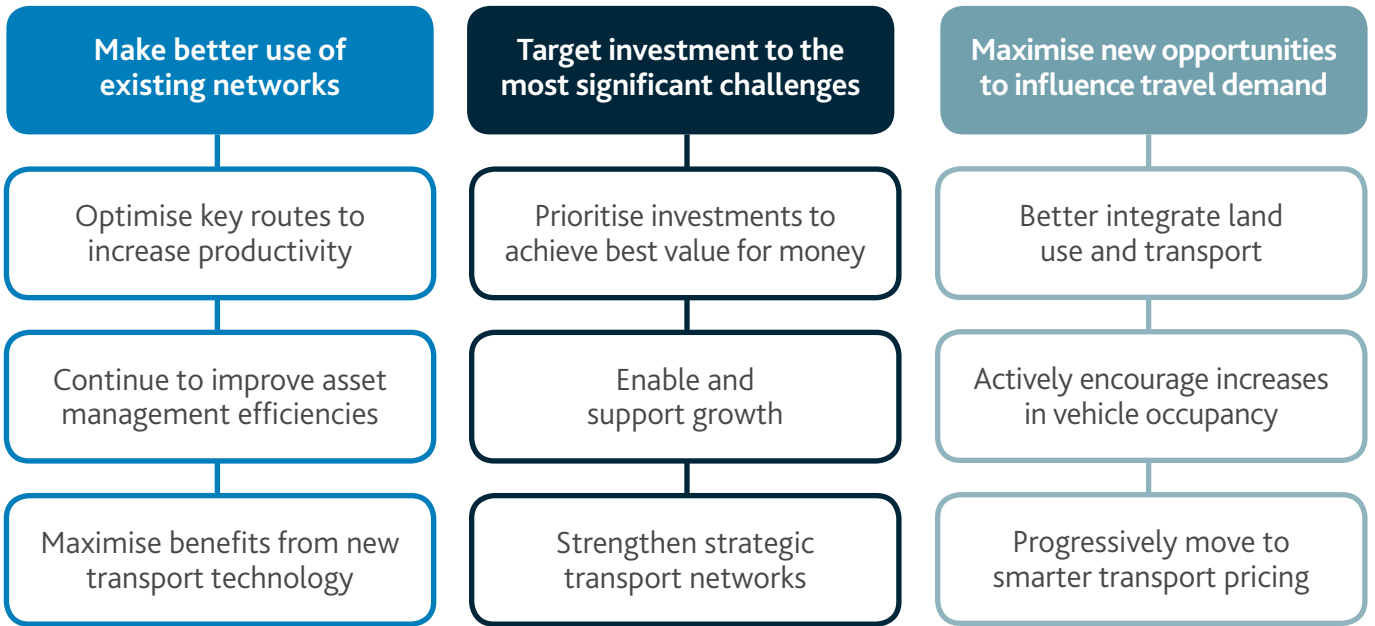 Make better use of
existing networks
Optimise key routes to
increase productivity
Continue to improve asset
management efficiencies
Maximise benefits from new
transport technology
Target investment to the
most significant challenges
Prioritise investments to
achieve best value for money
Enable and
support growth
Strengthen strategic
transport networks
Maximise new opportunities
to influence travel demand
Better integrate land
use and transport
Actively encourage increases
in vehicle occupancy
Progressively move to
smarter transport pricing